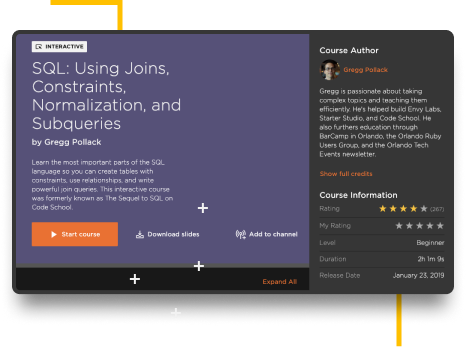 INTERACTIVE
SQL: Using Joins,
Constraints,
Normalization, and
Subqueries
by Gregg Pollack
Learn the most important parts of the SQL
language so you can create tables with
constraints, use relationships, and write
powerful join queries. This interactive course
was formerly known as The Sequel to SQL on
Code School.
Start course
Download slides
Add to channel
Expand All
Course Author
Gregg Pollack
Gregg is passionate about taking
complex topics and teaching them
efficiently. He's helped build Envy Labs,
Starter Studio, and Code School. He
also furthers education through
BarCamp in Orlando, the Orlando Ruby
Users Group, and the Orlando Tech
Events newsletter.
Show full credits
Course Information
Rating (267)
My Rating
Level Beginner
Duration 2h 1m 9s
Release Date January 23, 2019